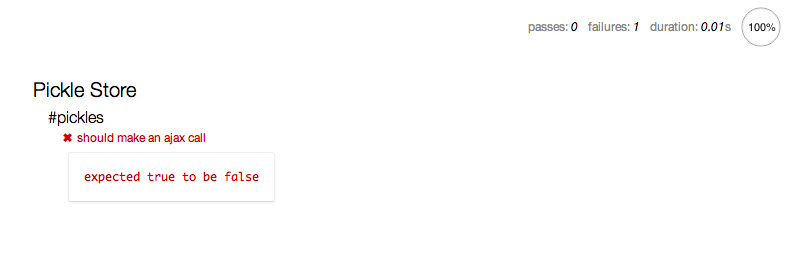 passes: 0 failures: 1 duration: 0.01s 100%
Pickle Store
#pickles
✖ should make an ajax call
expected true to be false